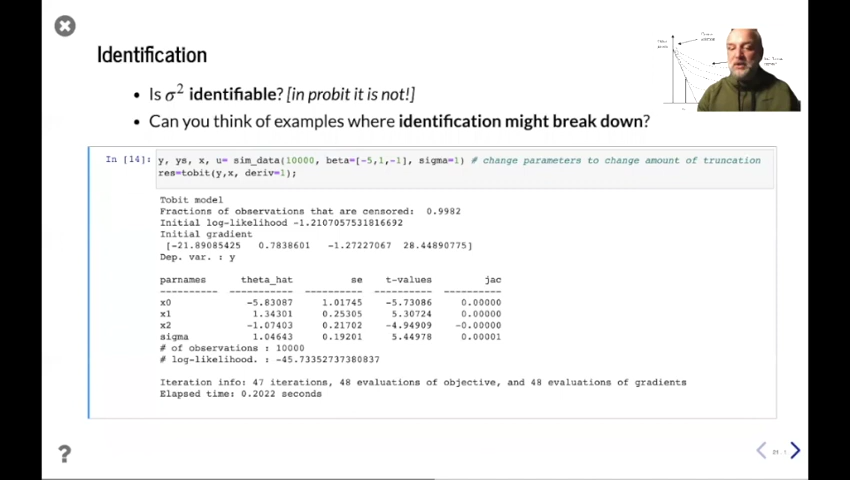 Identification
• Is σ² identifiable? [in probit it is not!]
• Can you think of examples where identification might break down?
In [14]: y, ys, x, u= sim_data(10000, beta=[-5,1,-1], sigma=1) # change parameters to change amount of truncation
res=tobit(y,x, deriv=1);
Tobit model
Fractions of observations that are censored: 0.9982
Initial log-likelihood -1.2107057531816692
Initial gradient
[-21.89085425 0.7838601 -1.27227067 28.44890775]
Dep. var. : y
parnames theta_hat se t-values jac
---------- ----------- ---------- ---------- ----------
x0 -5.83087 1.01745 -5.73086 0.00000
x1 1.34301 0.25305 5.30724 0.00000
x2 -1.07403 0.21702 -4.94909 -0.00000
sigma 1.04643 0.19201 5.44978 0.00001
# of observations : 10000
# log-likelihood. : -45.73352737380837
Iteration info: 47 iterations, 48 evaluations of objective, and 48 evaluations of gradients
Elapsed time: 0.2022 seconds
?